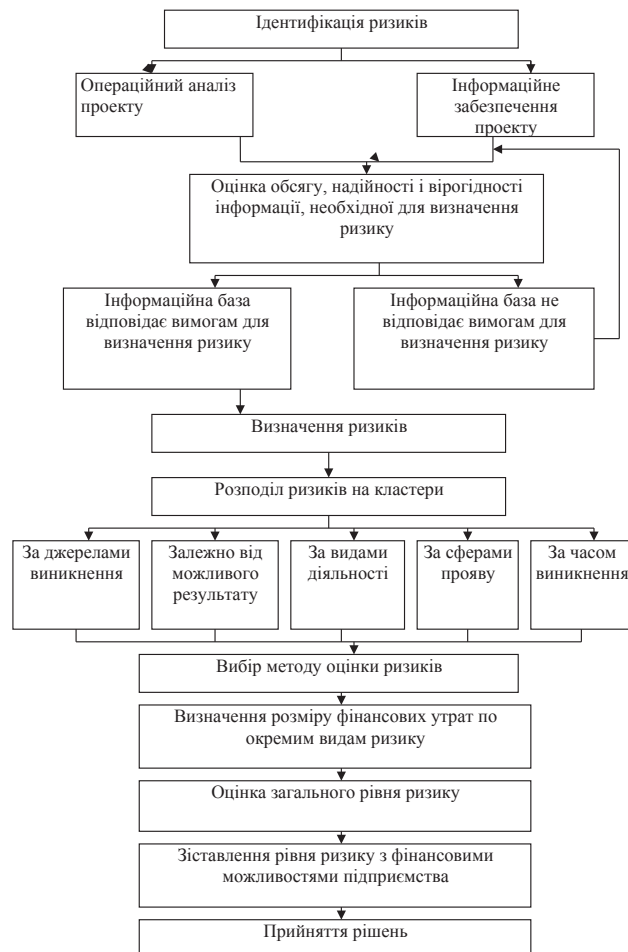 Ідентифікація ризиків
Операційний аналіз
проекту
Інформаційне
забезпечення
проекту
Оцінка обсягу, надійності і вірогідності
інформації, необхідної для визначення
ризику
Інформаційна база
відповідає вимогам для
визначення ризику
Інформаційна база не
відповідає вимогам для
визначення ризику
Визначення ризиків
Розподіл ризиків на кластери
За джерелами
виникнення
Залежно від
можливого
результату
За видами
діяльності
За сферами
прояву
За часом
виникнення
Вибір методу оцінки ризиків
Визначення розміру фінансових утрат по
окремим видам ризику
Оцінка загального рівня ризику
Зіставлення рівня ризику з фінансовими
можливостями підприємства
Прийняття рішень